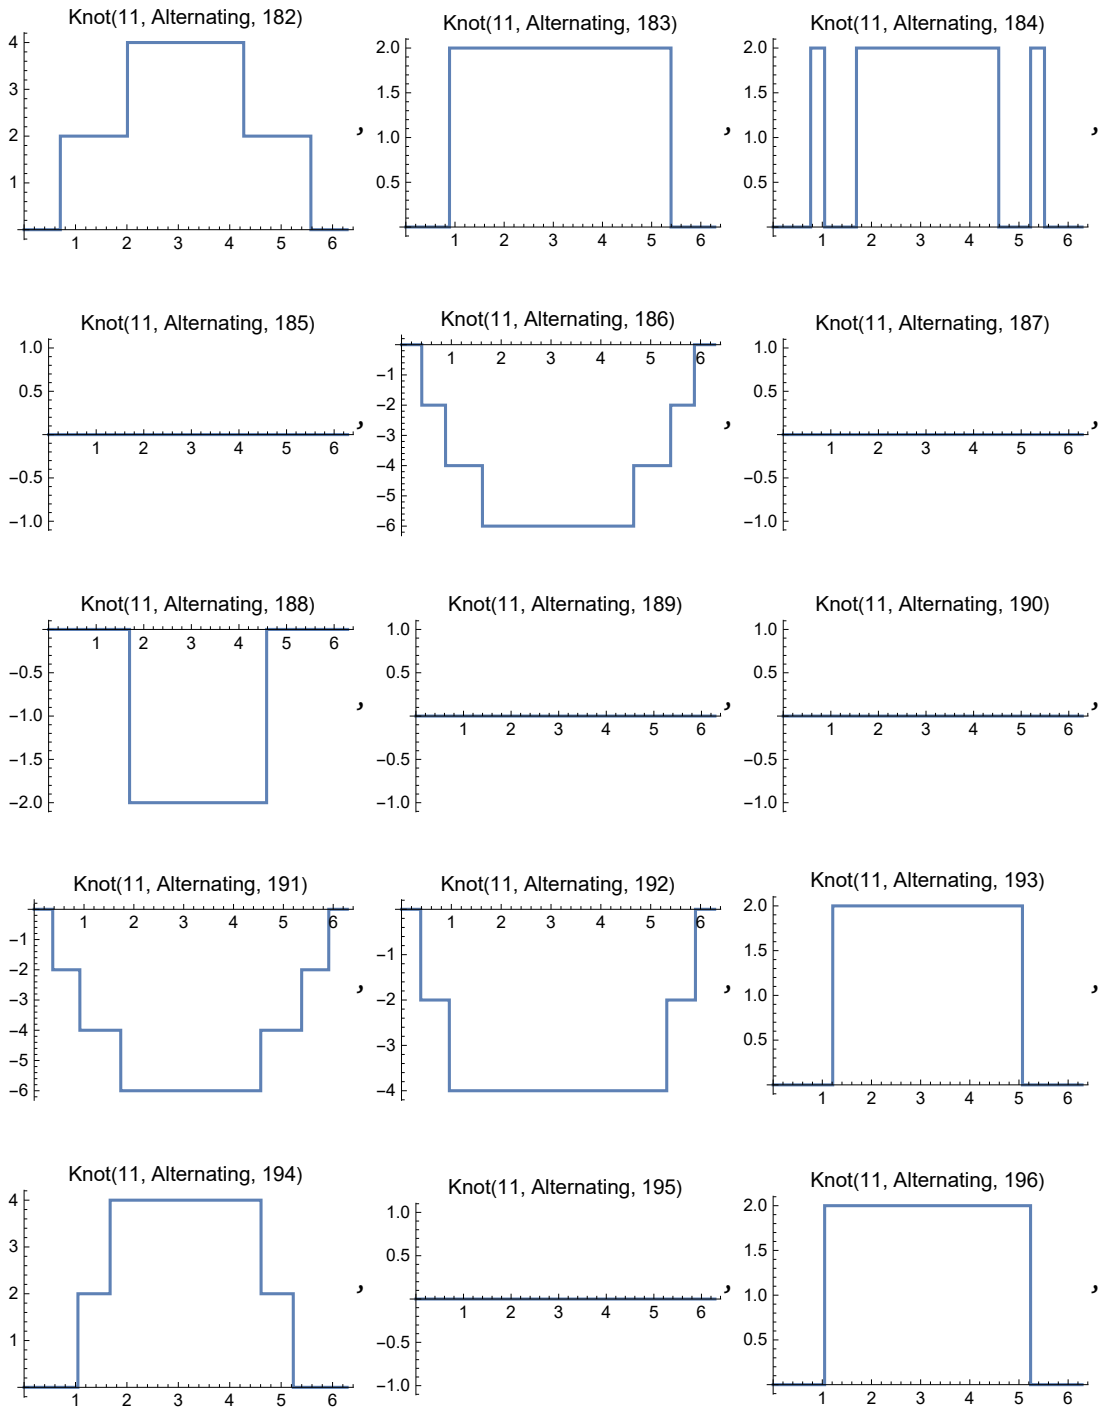 Knot(11, Alternating, 182)
4
3
2
1
1 2 3 4 5 6
,
Knot(11, Alternating, 183)
2.0
1.5
1.0
0.5
1 2 3 4 5 6
,
Knot(11, Alternating, 184)
2.0
1.5
1.0
0.5
1 2 3 4 5 6
,
Knot(11, Alternating, 185)
1.0
0.5
1 2 3 4 5 6
−0.5
−1.0
,
Knot(11, Alternating, 186)
1 2 3 4 5 6
−1
−2
−3
−4
−5
−6
,
Knot(11, Alternating, 187)
1.0
0.5
1 2 3 4 5 6
−0.5
−1.0
,
Knot(11, Alternating, 188)
1 2 3 4 5 6
−0.5
−1.0
−1.5
−2.0
,
Knot(11, Alternating, 189)
1.0
0.5
1 2 3 4 5 6
−0.5
−1.0
,
Knot(11, Alternating, 190)
1.0
0.5
1 2 3 4 5 6
−0.5
−1.0
,
Knot(11, Alternating, 191)
1 2 3 4 5 6
−1
−2
−3
−4
−5
−6
,
Knot(11, Alternating, 192)
1 2 3 4 5 6
−1
−2
−3
−4
,
Knot(11, Alternating, 193)
2.0
1.5
1.0
0.5
1 2 3 4 5 6
,
Knot(11, Alternating, 194)
4
3
2
1
1 2 3 4 5 6
,
Knot(11, Alternating, 195)
1.0
0.5
1 2 3 4 5 6
−0.5
−1.0
,
Knot(11, Alternating, 196)
2.0
1.5
1.0
0.5
1 2 3 4 5 6
,